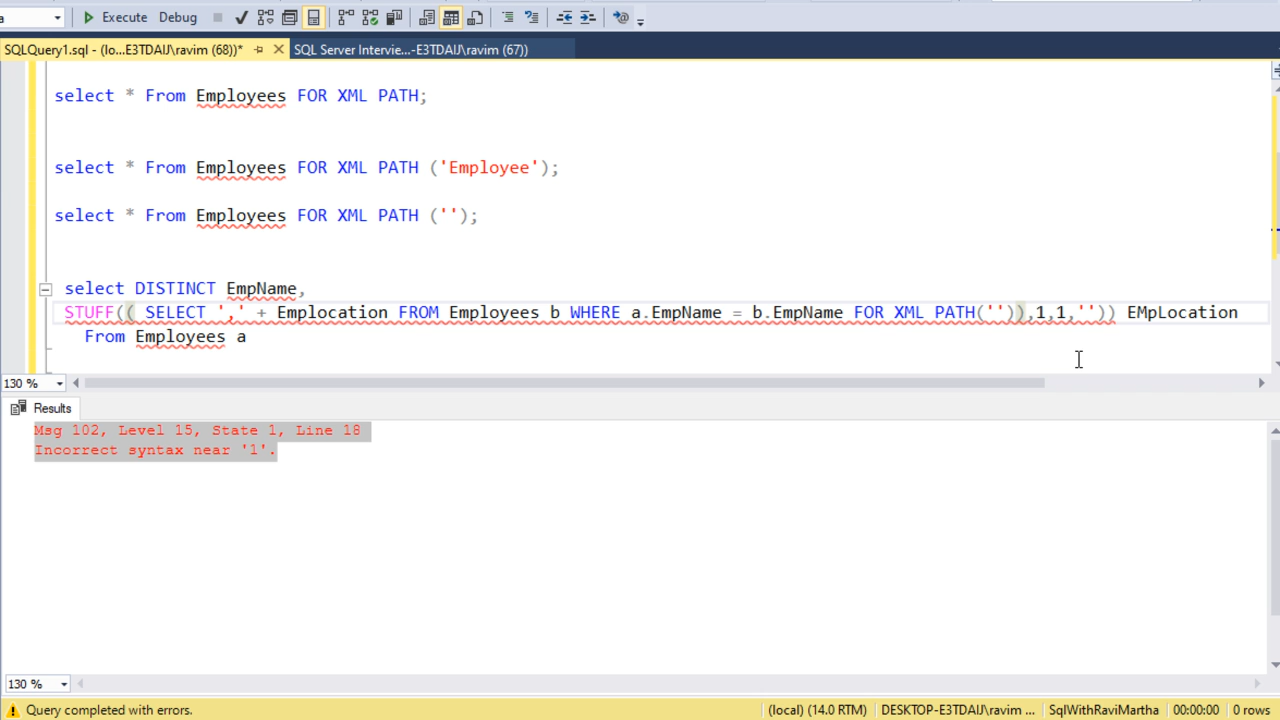 a
Execute Debug
SQLQuery1.sql - (lo...E3TDAIJ\ravim (68))* SQL Server Intervie...-E3TDAIJ\ravim (67))
select * From Employees FOR XML PATH;
select * From Employees FOR XML PATH ('Employee');
select * From Employees FOR XML PATH ('');
select DISTINCT EmpName,
STUFF(( SELECT ',' + Emplocation FROM Employees b WHERE a.EmpName = b.EmpName FOR XML PATH('')),1,1,'')) EMpLocation
From Employees a
130 %
Results
Msg 102, Level 15, State 1, Line 18
Incorrect syntax near '1'.
130 %
Query completed with errors. (local) (14.0 RTM) DESKTOP-E3TDAIJ\ravim ... SqlWithRaviMartha 00:00:00 0 rows